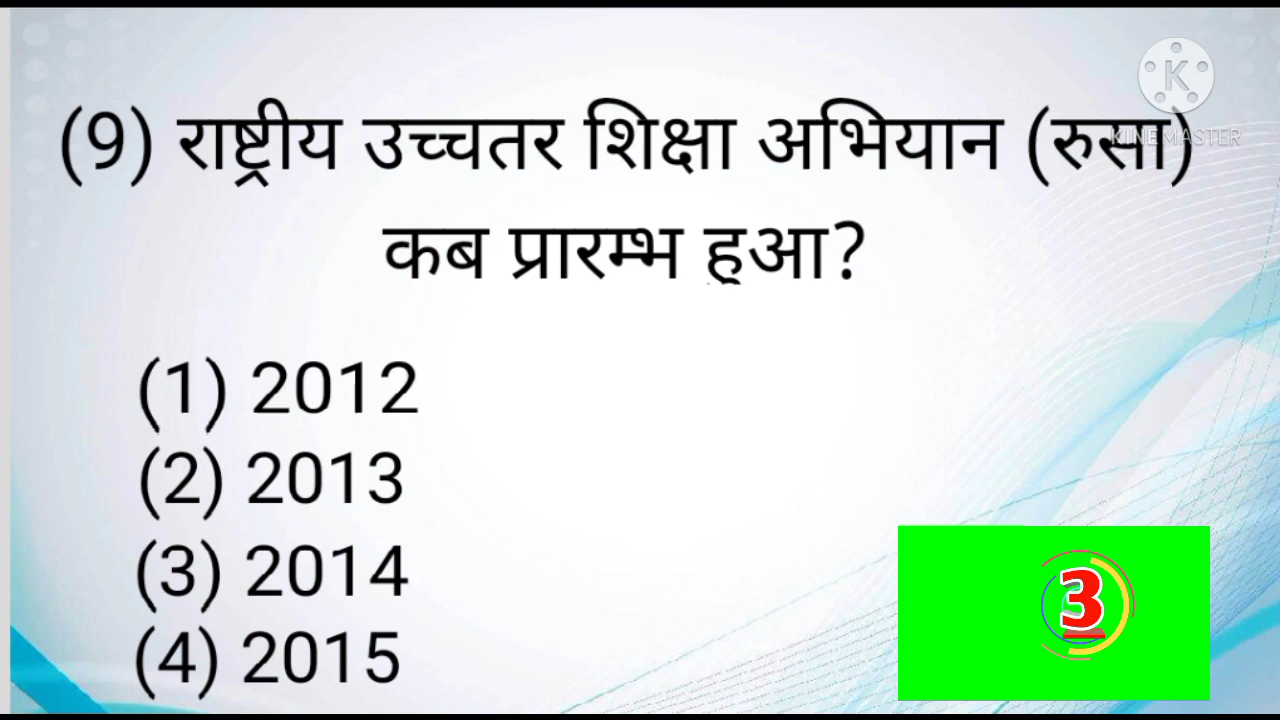 K
KINEMASTER
(9) राष्ट्रीय उच्चतर शिक्षा अभियान (रुसा)
कब प्रारम्भ हुआ?
(1) 2012
(2) 2013
(3) 2014
(4) 2015
3